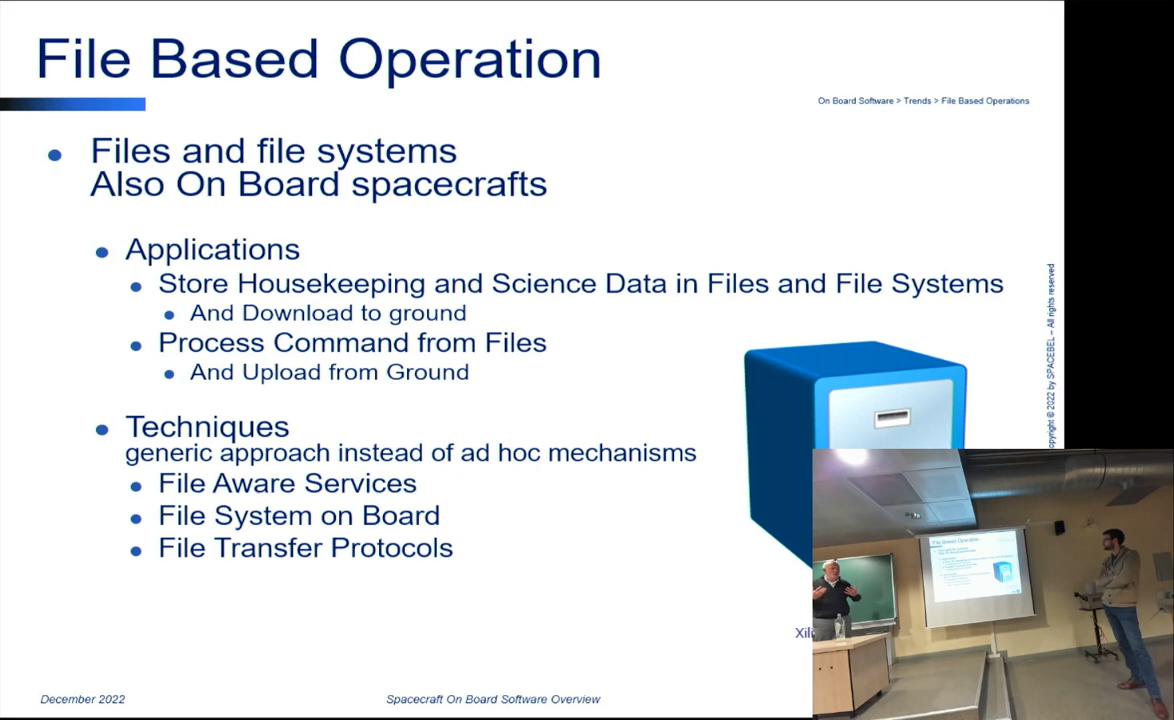 File Based Operation
On Board Software > Trends > File Based Operations
Files and file systems
Also On Board spacecrafts
Applications
Store Housekeeping and Science Data in Files and File Systems
And Download to ground
Process Command from Files
And Upload from Ground
Techniques
generic approach instead of ad hoc mechanisms
File Aware Services
File System on Board
File Transfer Protocols
© 2022 by SPACEBEL – All rights reserved
December 2022
Spacecraft On Board Software Overview
File Based Operation